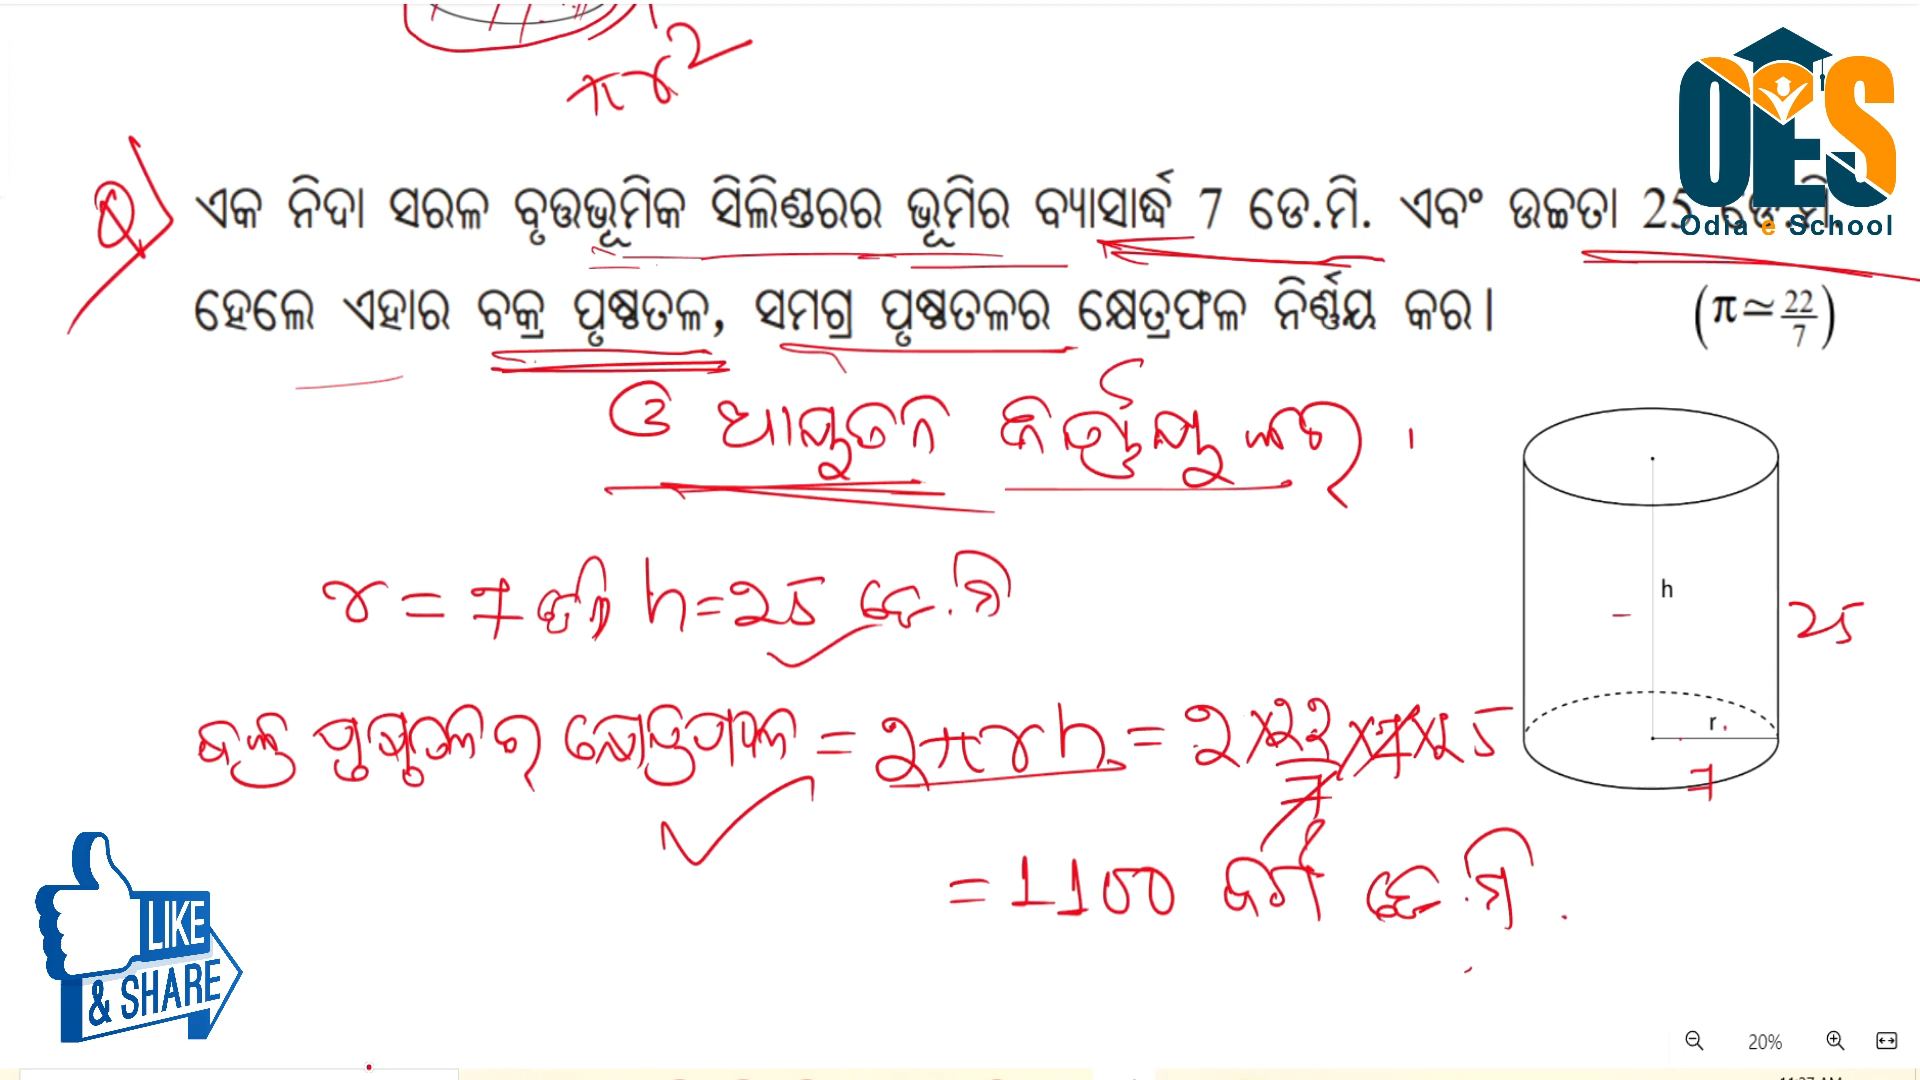 πr²
OES
Odia e School
Q) ଏକ ନିଦା ସରଳ ବୃତ୍ତଭୂମିକ ସିଲିଣ୍ଡରର ଭୂମିର ବ୍ୟାସାର୍ଦ୍ଧ 7 ଡେ.ମି. ଏବଂ ଉଚ୍ଚତା 25 ଡେ.ମି.
ହେଲେ ଏହାର ବକ୍ର ପୃଷ୍ଠତଳ, ସମଗ୍ର ପୃଷ୍ଠତଳର କ୍ଷେତ୍ରଫଳ ନିର୍ଣ୍ଣୟ କର। (π≃22/7)
ଓ ଆୟତନ ନିର୍ଣ୍ଣୟ କର।
h
r = 7 ଡେମି h = 25 ଡେ.ମି
25
ବକ୍ର ପୃଷ୍ଠତଳର କ୍ଷେତ୍ରଫଳ = 2πrh = 2×22/7×7×25
r
7
= 1100 ବର୍ଗ ଡେ.ମି.
LIKE
& SHARE
20%